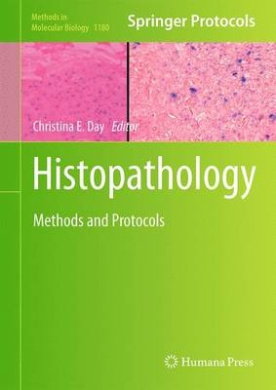 Methods in
Molecular Biology 1180
Springer Protocols
Christina E. Day Editor
Histopathology
Methods and Protocols
Humana Press